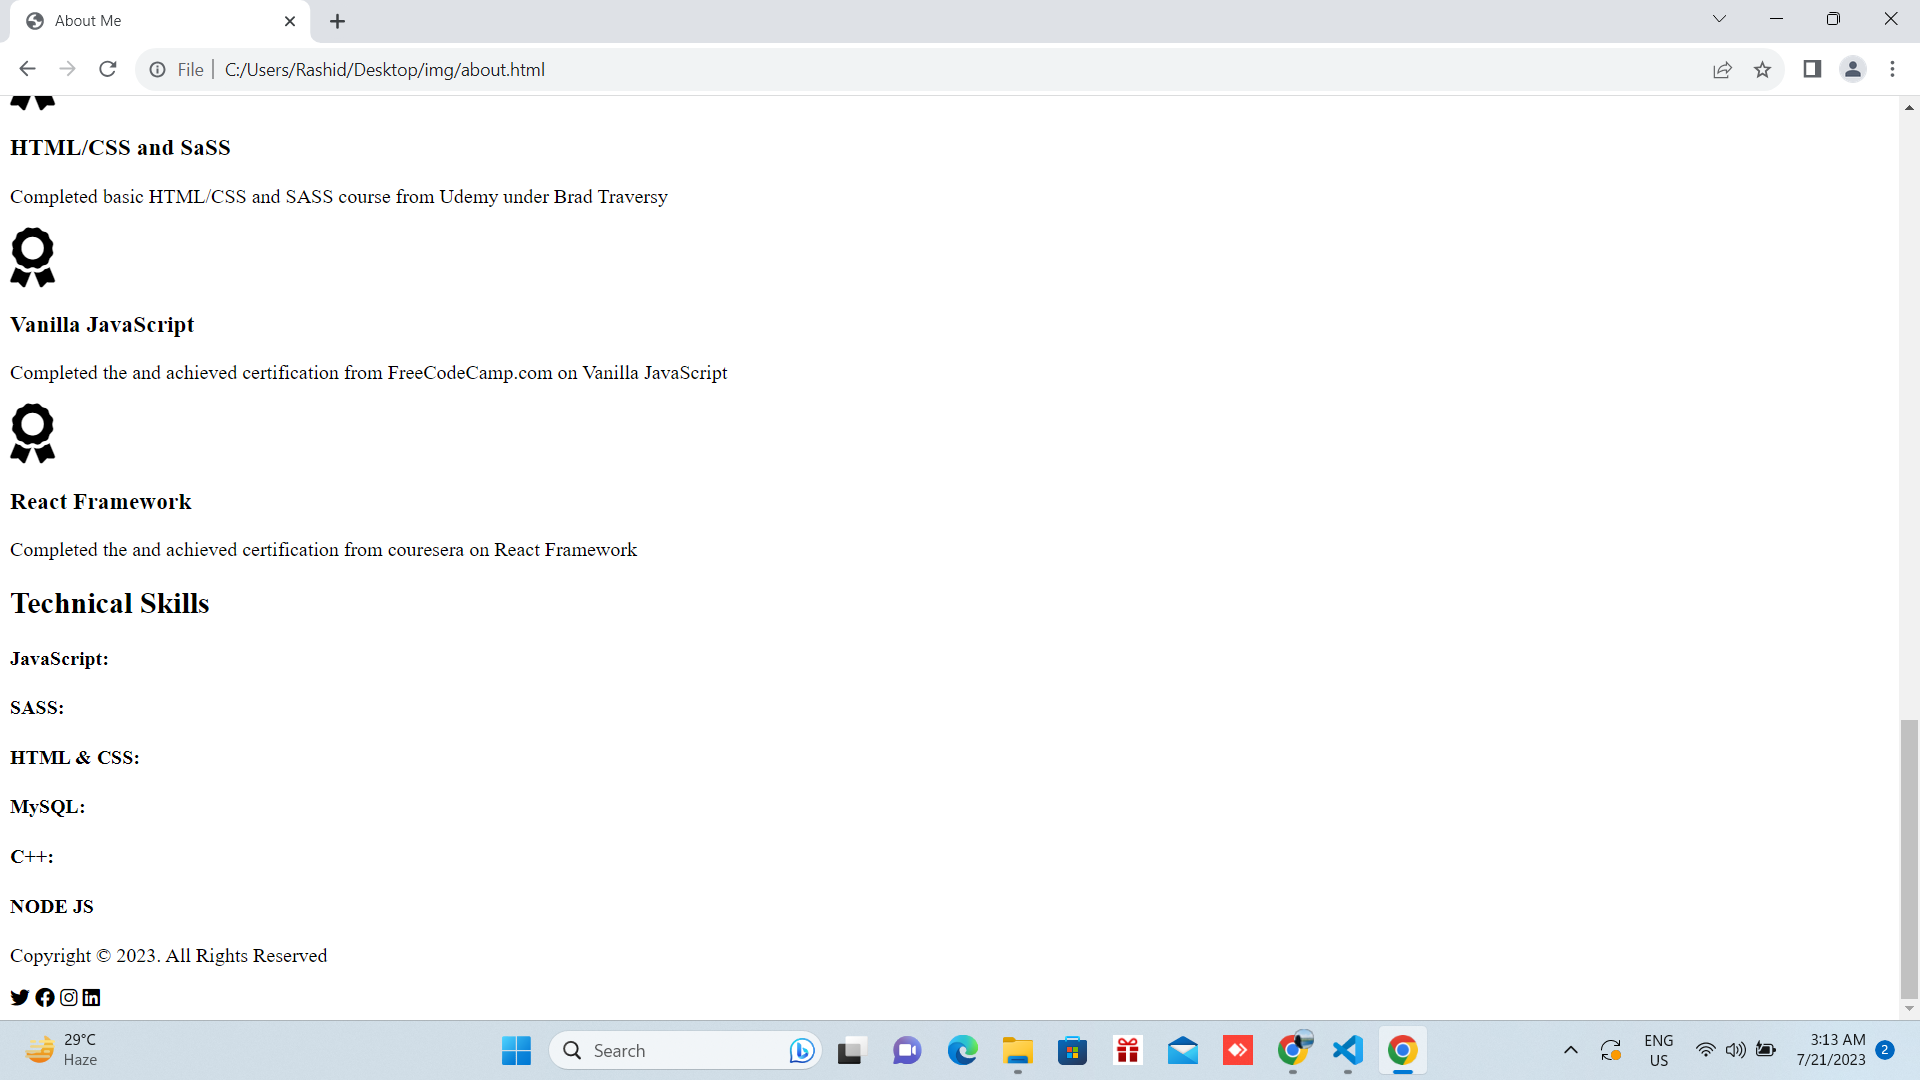 About Me
File
C:/Users/Rashid/Desktop/img/about.html
HTML/CSS and SaSS
Completed basic HTML/CSS and SASS course from Udemy under Brad Traversy
Vanilla JavaScript
Completed the and achieved certification from FreeCodeCamp.com on Vanilla JavaScript
React Framework
Completed the and achieved certification from couresera on React Framework
Technical Skills
JavaScript:
SASS:
HTML & CSS:
MySQL:
C++:
NODE JS
Copyright © 2023. All Rights Reserved
29°C
Haze
Search
ENG
US
3:13 AM
7/21/2023
2